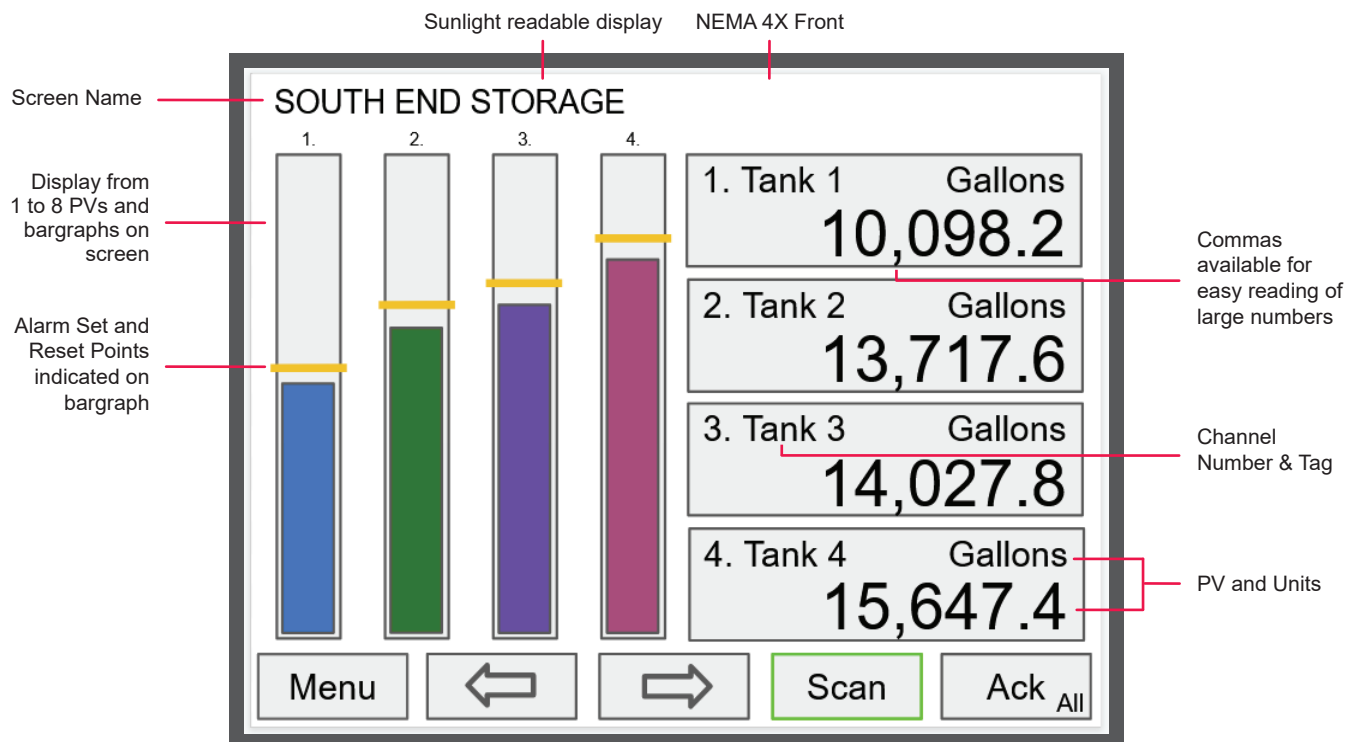 Sunlight readable display
NEMA 4X Front
Screen Name
SOUTH END STORAGE
1.
2.
3.
4.
Display from
1 to 8 PVs and
bargraphs on
screen
Alarm Set and
Reset Points
indicated on
bargraph
1. Tank 1 Gallons
10,098.2
2. Tank 2 Gallons
13,717.6
3. Tank 3 Gallons
14,027.8
4. Tank 4 Gallons
15,647.4
Commas
available for
easy reading of
large numbers
Channel
Number & Tag
PV and Units
Menu
Scan
Ack All